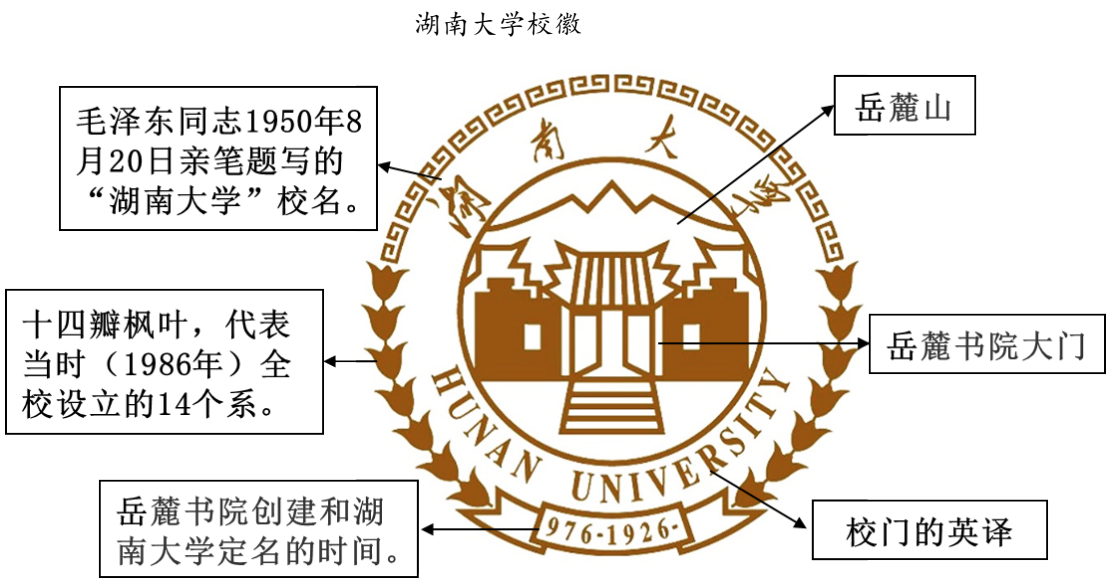 湖南大学校徽
毛泽东同志1950年8
月20日亲笔题写的
“湖南大学”校名。
岳麓山
湖南大学
十四瓣枫叶，代表
当时（1986年）全
校设立的14个系。
岳麓书院大门
HUNAN UNIVERSITY
976-1926-
岳麓书院创建和湖
南大学定名的时间。
校门的英译